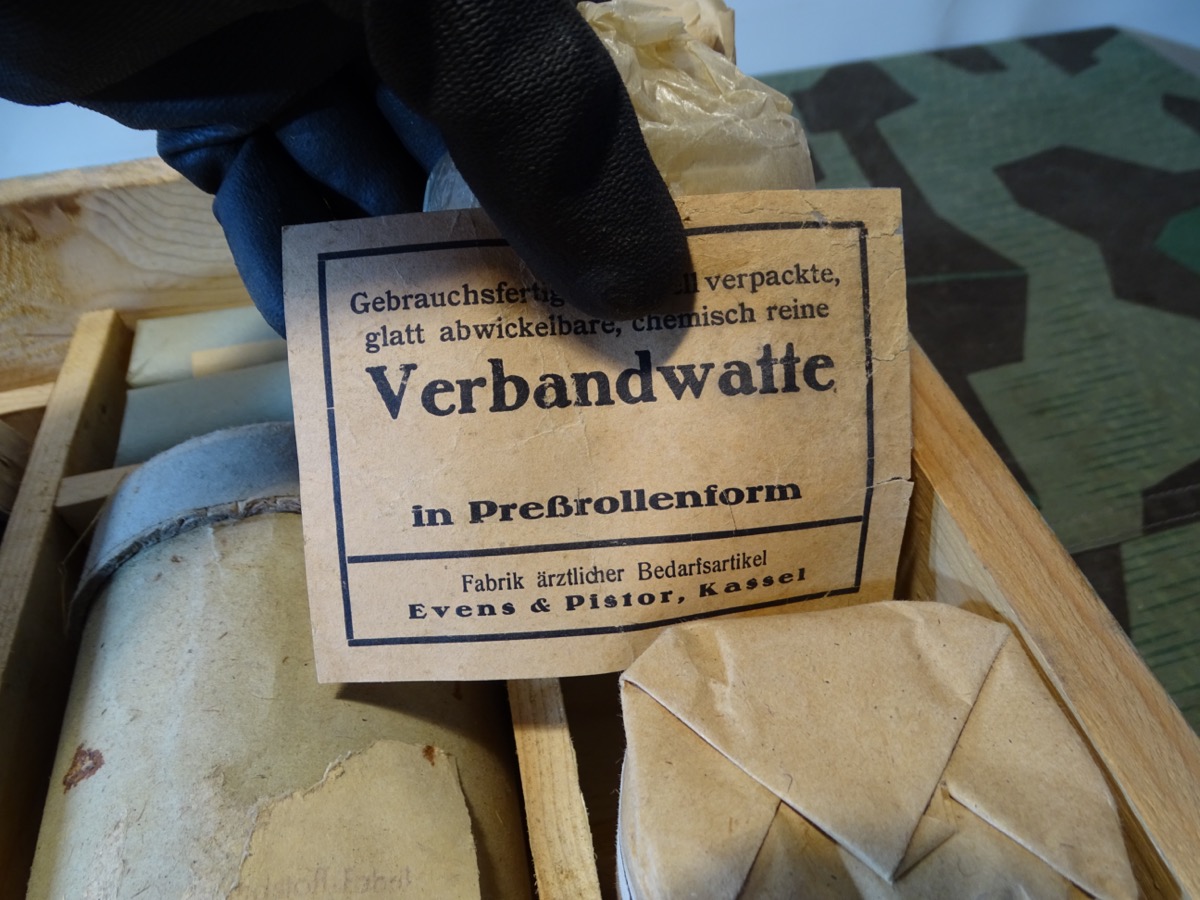 Gebrauchsfertig verpackte,
glatt abwickelbare, chemisch reine
Verbandwatte
in Preßrollenform
Fabrik ärztlicher Bedarfsartikel
Evens & Pistor, Kassel